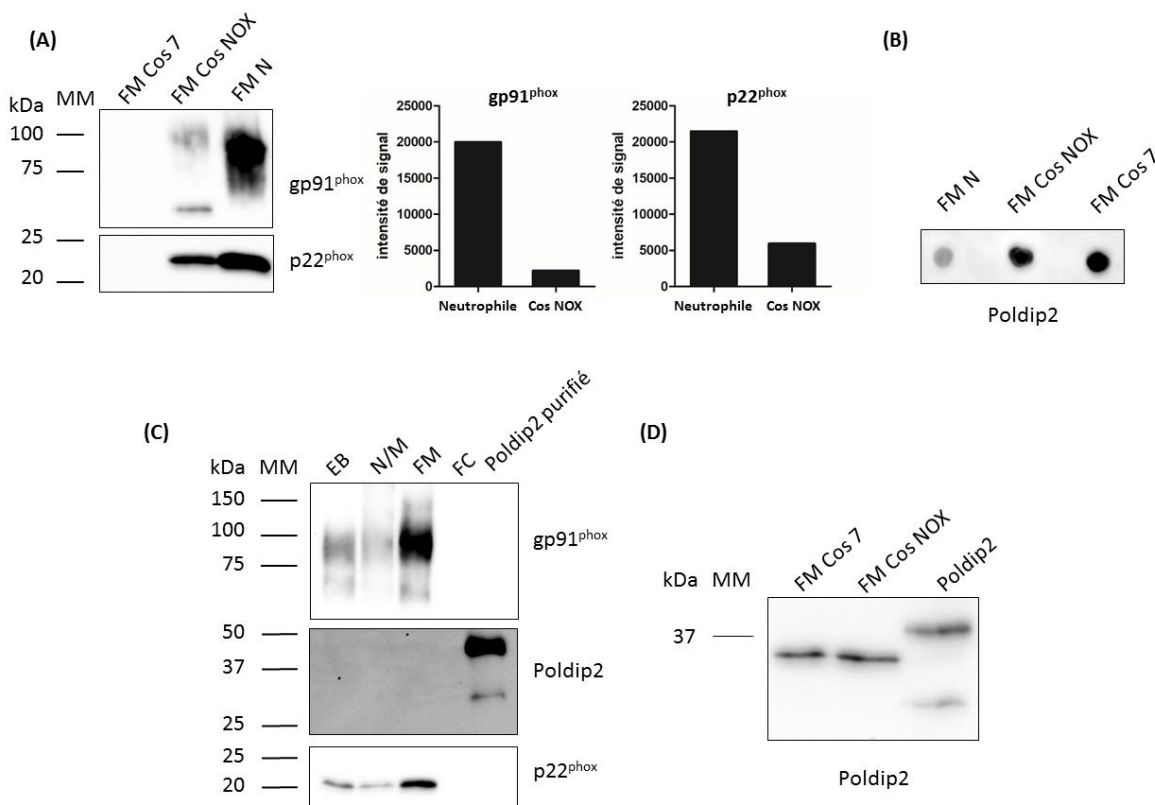 (A)
FM Cos 7
FM Cos NOX
FM N
kDa MM
100
75
25
20
gp91phox
p22phox
gp91phox
intensité de signal
25000
20000
15000
10000
5000
0
Neutrophile Cos NOX
p22phox
intensité de signal
25000
20000
15000
10000
5000
0
Neutrophile Cos NOX
(B)
FM N
FM Cos NOX
FM Cos 7
Poldip2
(C)
kDa MM
EB
N/M
FM
FC
Poldip2 purifié
150
100
75
gp91phox
50
37
25
Poldip2
25
20
p22phox
(D)
kDa MM
FM Cos 7
FM Cos NOX
Poldip2
37
Poldip2